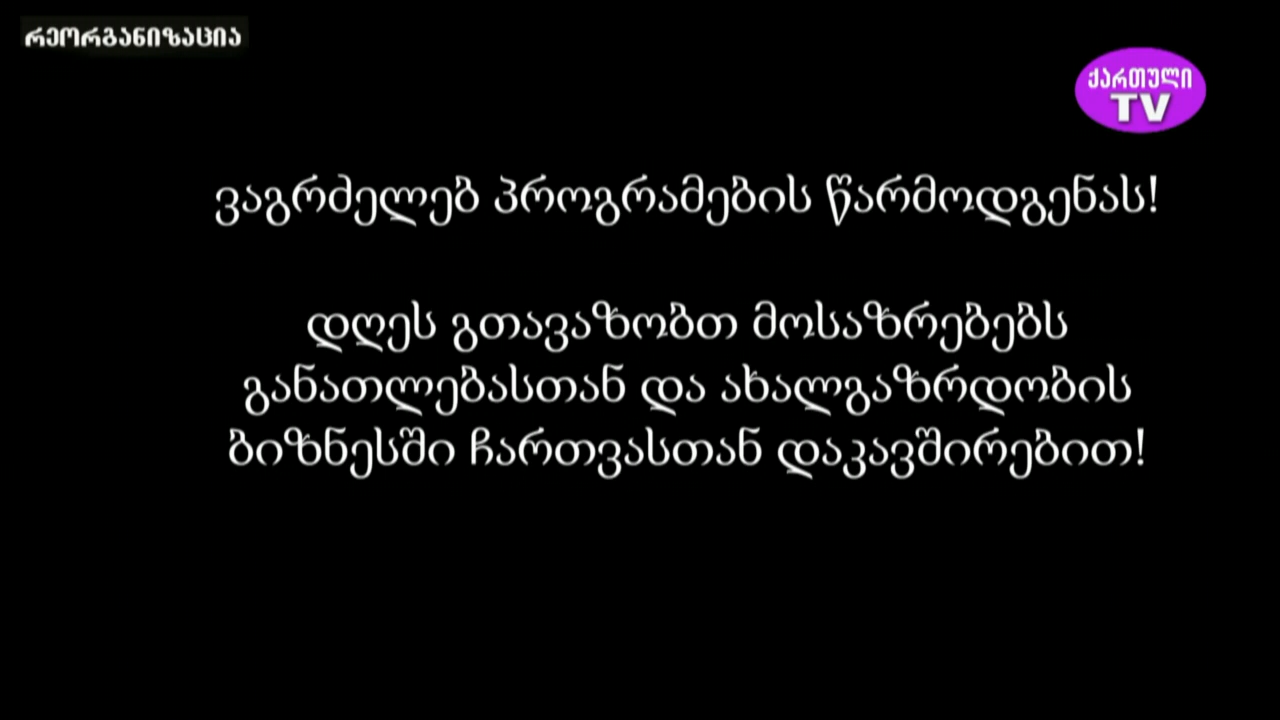 რეორგანიზაცია
ქართული
TV
ვაგრძელებ პროგრამების წარმოდგენას!
დღეს გთავაზობთ მოსაზრებებს
განათლებასთან და ახალგაზრდობის
ბიზნესში ჩართვასთან დაკავშირებით!